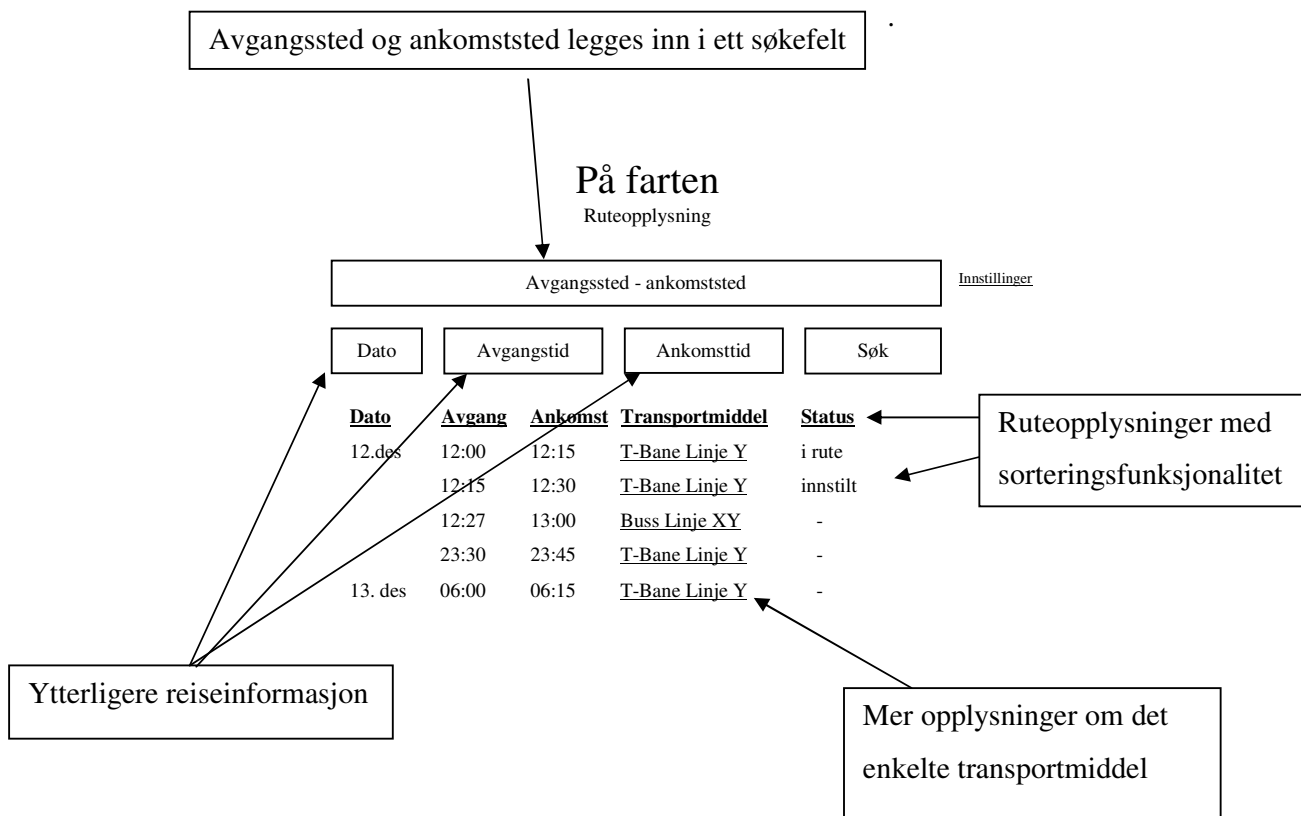 Avgangssted og ankomststed legges inn i ett søkefelt
.
På farten
Ruteopplysning
Avgangssted - ankomststed
Innstillinger
Dato Avgangstid Ankomsttid Søk
Dato Avgang Ankomst Transportmiddel Status
12.des 12:00 12:15 T-Bane Linje Y i rute
12:15 12:30 T-Bane Linje Y innstilt
12:27 13:00 Buss Linje XY -
23:30 23:45 T-Bane Linje Y -
13. des 06:00 06:15 T-Bane Linje Y -
Ruteopplysninger med
sorteringsfunksjonalitet
Ytterligere reiseinformasjon
Mer opplysninger om det
enkelte transportmiddel